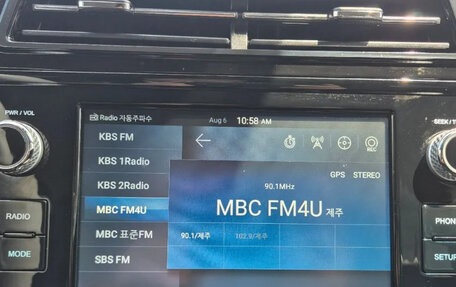 PWR / VOL
Radio 자동주파수
Aug 6
10:58 AM
SEEK / T
KBS FM
KBS 1Radio
KBS 2Radio
MBC FM4U
MBC 표준FM
SBS FM
REC
GPS STEREO
90.1MHz
MBC FM4U 제주
90.1/제주
102.9/제주
RADIO
MODE
PHON
SETUP